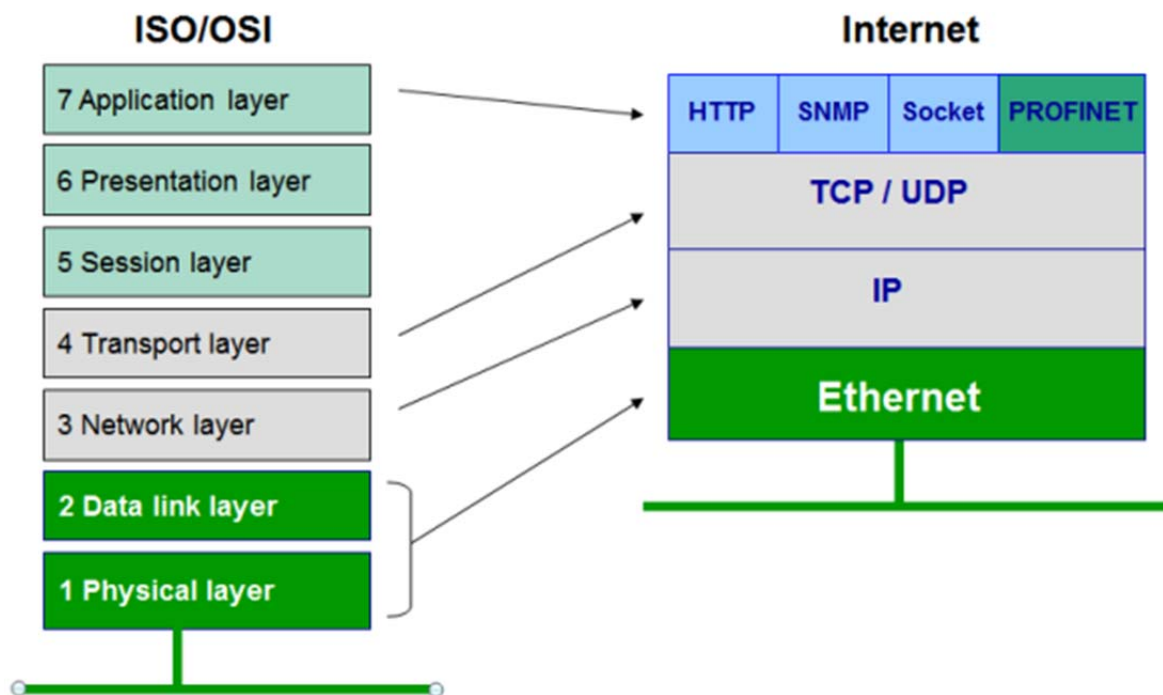 ISO/OSI
7 Application layer
6 Presentation layer
5 Session layer
4 Transport layer
3 Network layer
2 Data link layer
1 Physical layer
Internet
HTTP SNMP Socket PROFINET
TCP / UDP
IP
Ethernet